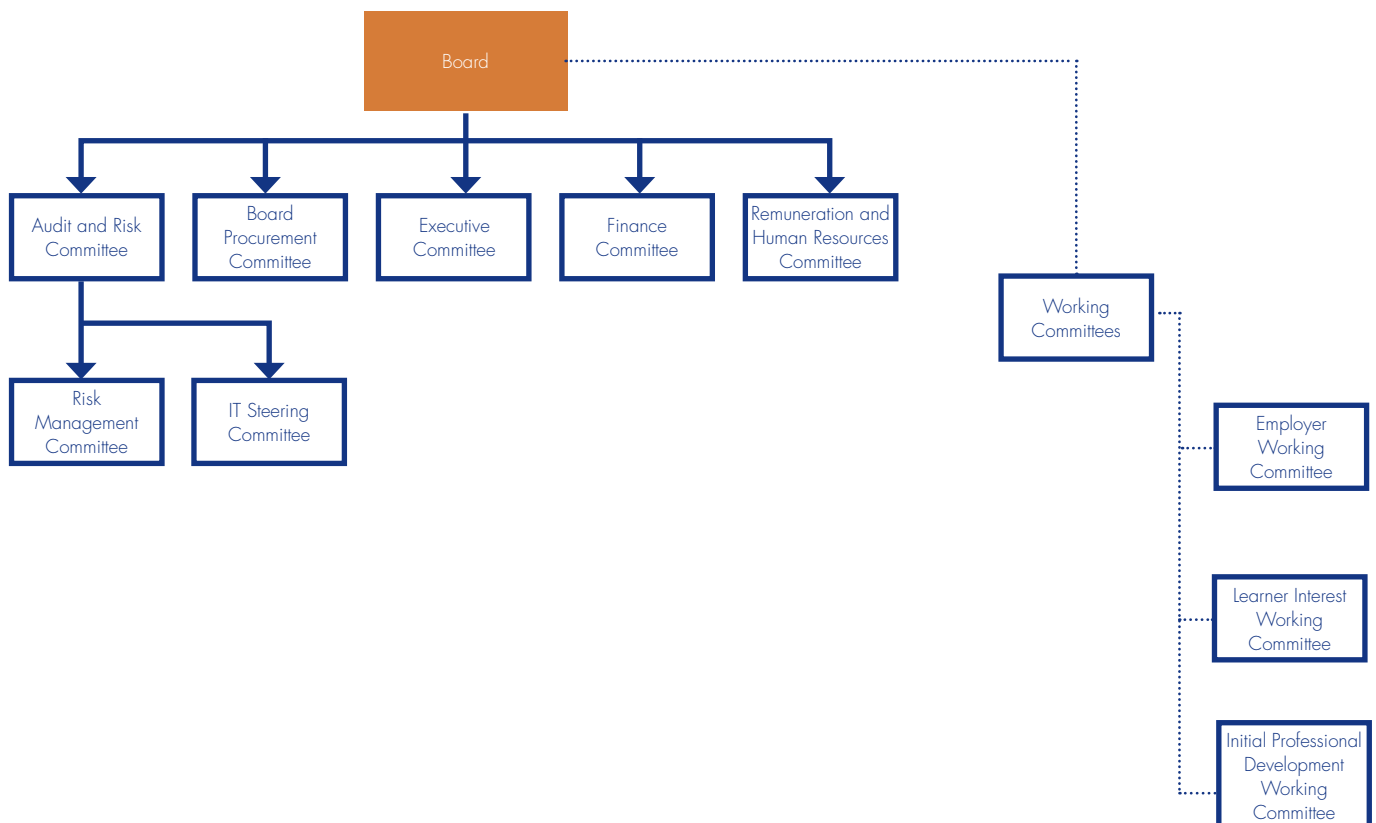 Board
Audit and Risk
Committee
Board
Procurement
Committee
Executive
Committee
Finance
Committee
Remuneration and
Human Resources
Committee
Working
Committees
Risk
Management
Committee
IT Steering
Committee
Employer
Working
Committee
Learner Interest
Working
Committee
Initial Professional
Development
Working
Committee